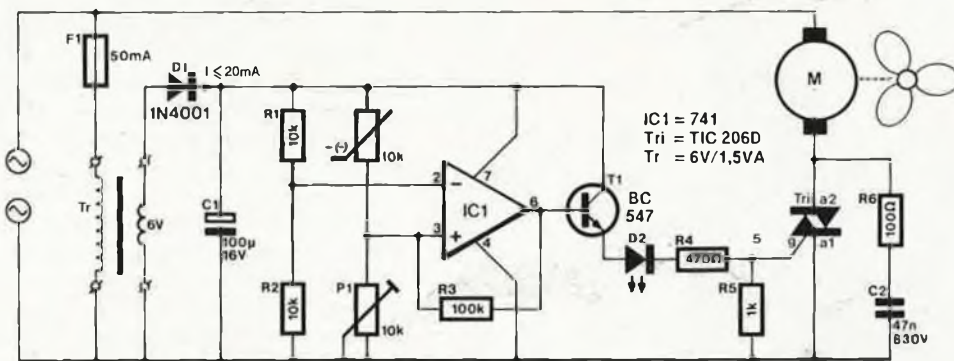 F1
50mA
D1
I ≤ 20mA
1N4001
Tr
6V
C1
100µ
16V
R1
10k
-(-)
10k
R2
10k
P1
10k
2
3
7
4
6
IC1
R3
100k
T1
BC
547
IC1 = 741
Tri = TIC 206D
Tr = 6V/1,5VA
D2
R4
470Ω
5
R5
1k
M
Tri
a2
g
a1
R6
100Ω
C2
47n
630V